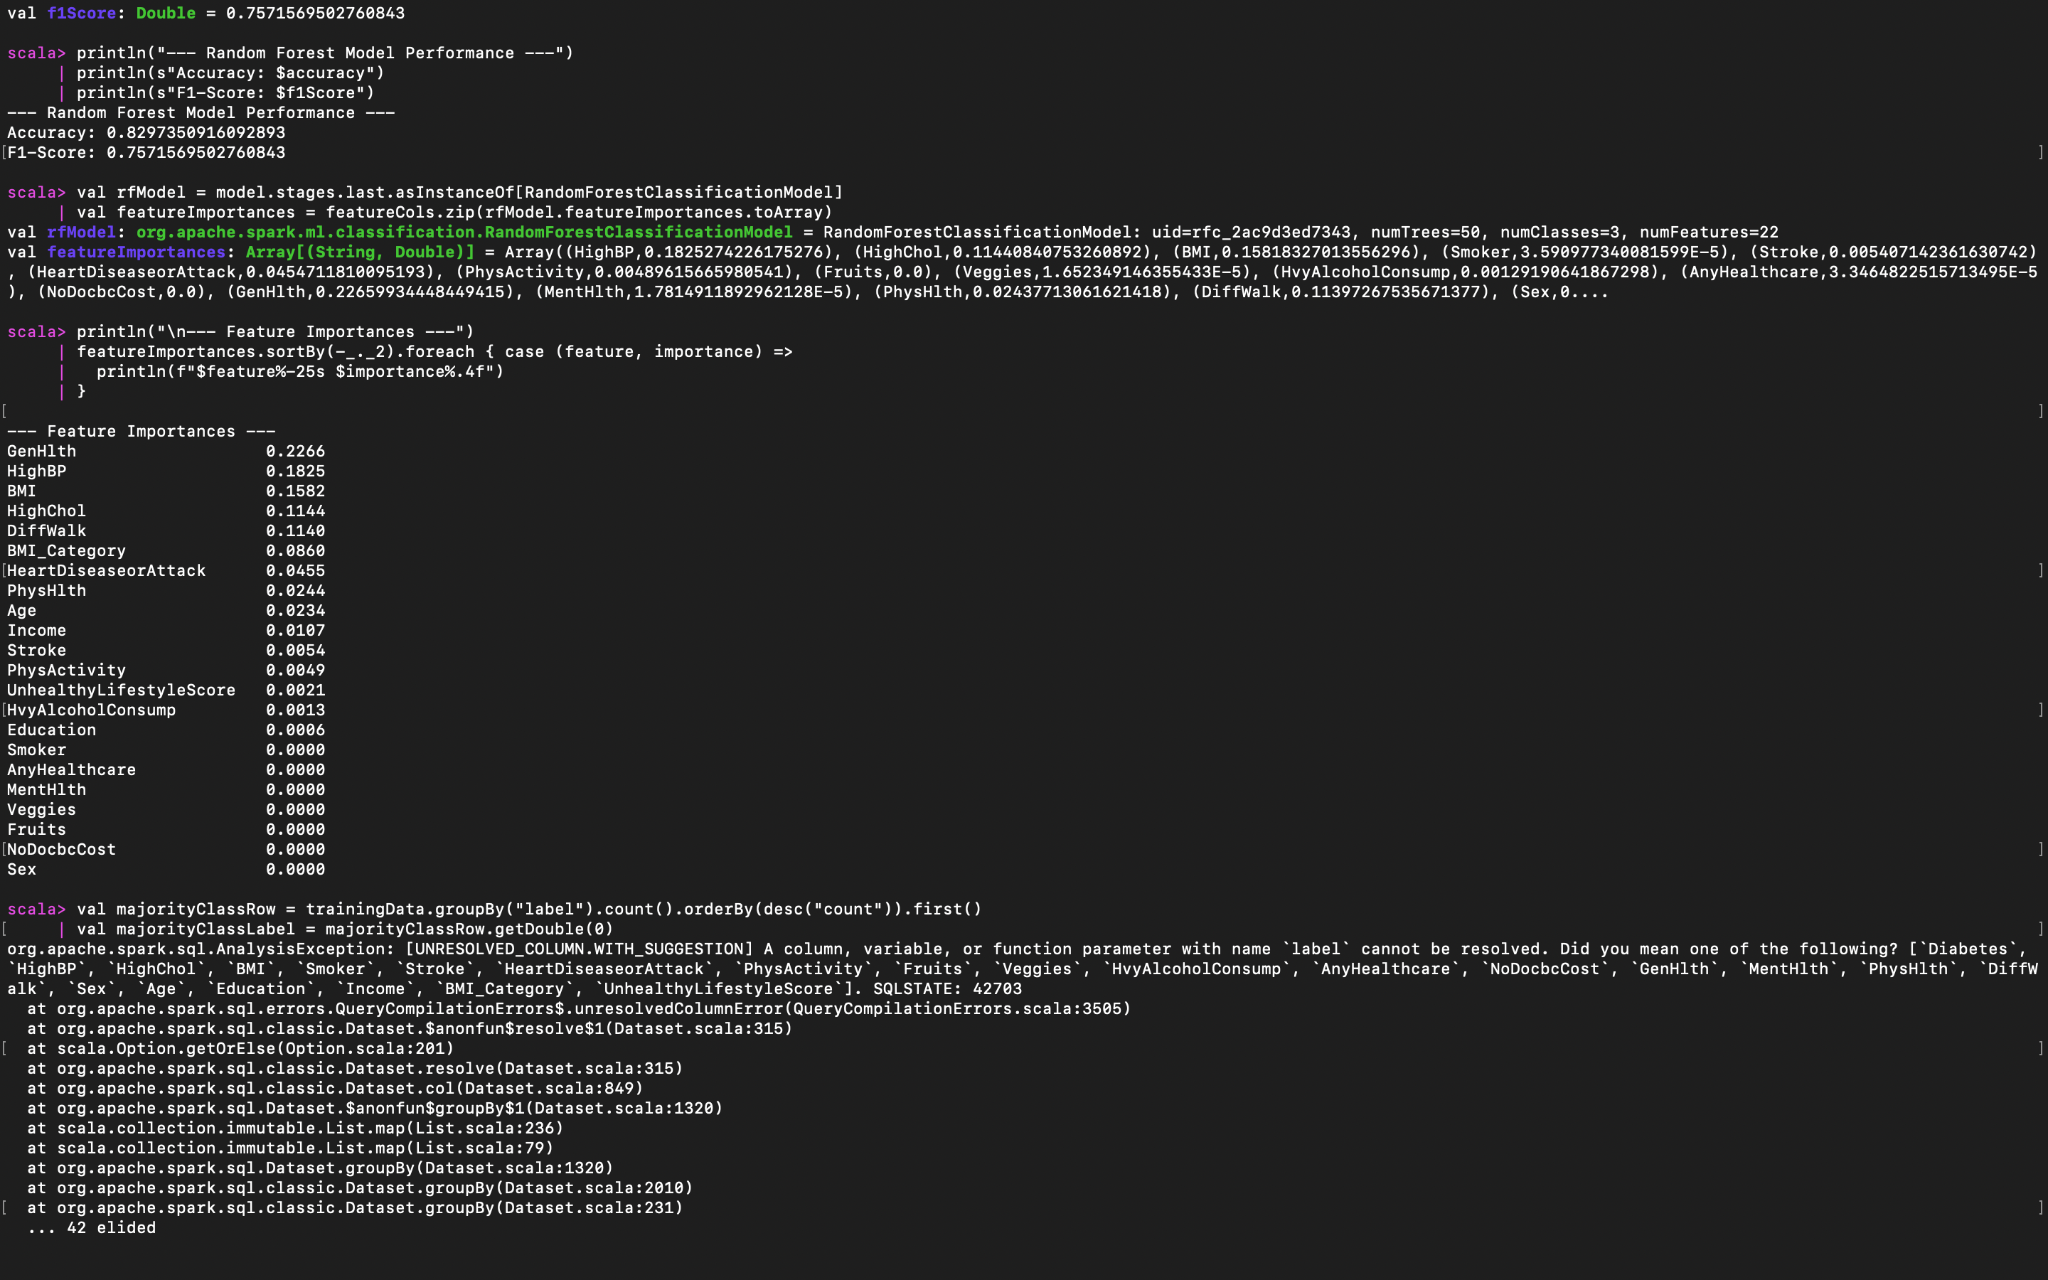 val f1Score: Double = 0.7571569502760843
scala> println("--- Random Forest Model Performance ---")
     | println(s"Accuracy: $accuracy")
     | println(s"F1-Score: $f1Score")
--- Random Forest Model Performance ---
Accuracy: 0.8297350916092893
[F1-Score: 0.7571569502760843 ]
scala> val rfModel = model.stages.last.asInstanceOf[RandomForestClassificationModel]
     | val featureImportances = featureCols.zip(rfModel.featureImportances.toArray)
val rfModel: org.apache.spark.ml.classification.RandomForestClassificationModel = RandomForestClassificationModel: uid=rfc_2ac9d3ed7343, numTrees=50, numClasses=3, numFeatures=22
val featureImportances: Array[(String, Double)] = Array((HighBP,0.1825274226175276), (HighChol,0.11440840753260892), (BMI,0.15818327013556296), (Smoker,3.590977340081599E-5), (Stroke,0.005407142361630742)
, (HeartDiseaseorAttack,0.0454711810095193), (PhysActivity,0.00489615665980541), (Fruits,0.0), (Veggies,1.652349146355433E-5), (HvyAlcoholConsump,0.00129190641867298), (AnyHealthcare,3.3464822515713495E-5
), (NoDocbcCost,0.0), (GenHlth,0.22659934448449415), (MentHlth,1.7814911892962128E-5), (PhysHlth,0.02437713061621418), (DiffWalk,0.11397267535671377), (Sex,0....
scala> println("\n--- Feature Importances ---")
     | featureImportances.sortBy(-_._2).foreach { case (feature, importance) =>
     |   println(f"$feature%-25s $importance%.4f")
     | }
[ ]
--- Feature Importances ---
GenHlth                   0.2266
HighBP                    0.1825
BMI                       0.1582
HighChol                  0.1144
DiffWalk                  0.1140
BMI_Category              0.0860
[HeartDiseaseorAttack      0.0455 ]
PhysHlth                  0.0244
Age                       0.0234
Income                    0.0107
Stroke                    0.0054
PhysActivity              0.0049
UnhealthyLifestyleScore   0.0021
[HvyAlcoholConsump         0.0013 ]
Education                 0.0006
Smoker                    0.0000
AnyHealthcare             0.0000
MentHlth                  0.0000
Veggies                   0.0000
Fruits                    0.0000
[NoDocbcCost               0.0000 ]
Sex                       0.0000
scala> val majorityClassRow = trainingData.groupBy("label").count().orderBy(desc("count")).first()
[     | val majorityClassLabel = majorityClassRow.getDouble(0) ]
org.apache.spark.sql.AnalysisException: [UNRESOLVED_COLUMN.WITH_SUGGESTION] A column, variable, or function parameter with name `label` cannot be resolved. Did you mean one of the following? [`Diabetes`,
`HighBP`, `HighChol`, `BMI`, `Smoker`, `Stroke`, `HeartDiseaseorAttack`, `PhysActivity`, `Fruits`, `Veggies`, `HvyAlcoholConsump`, `AnyHealthcare`, `NoDocbcCost`, `GenHlth`, `MentHlth`, `PhysHlth`, `DiffW
alk`, `Sex`, `Age`, `Education`, `Income`, `BMI_Category`, `UnhealthyLifestyleScore`]. SQLSTATE: 42703
  at org.apache.spark.sql.errors.QueryCompilationErrors$.unresolvedColumnError(QueryCompilationErrors.scala:3505)
  at org.apache.spark.sql.classic.Dataset.$anonfun$resolve$1(Dataset.scala:315)
[  at scala.Option.getOrElse(Option.scala:201) ]
  at org.apache.spark.sql.classic.Dataset.resolve(Dataset.scala:315)
  at org.apache.spark.sql.classic.Dataset.col(Dataset.scala:849)
  at org.apache.spark.sql.Dataset.$anonfun$groupBy$1(Dataset.scala:1320)
  at scala.collection.immutable.List.map(List.scala:236)
  at scala.collection.immutable.List.map(List.scala:79)
  at org.apache.spark.sql.Dataset.groupBy(Dataset.scala:1320)
  at org.apache.spark.sql.classic.Dataset.groupBy(Dataset.scala:2010)
[  at org.apache.spark.sql.classic.Dataset.groupBy(Dataset.scala:231) ]
  ... 42 elided